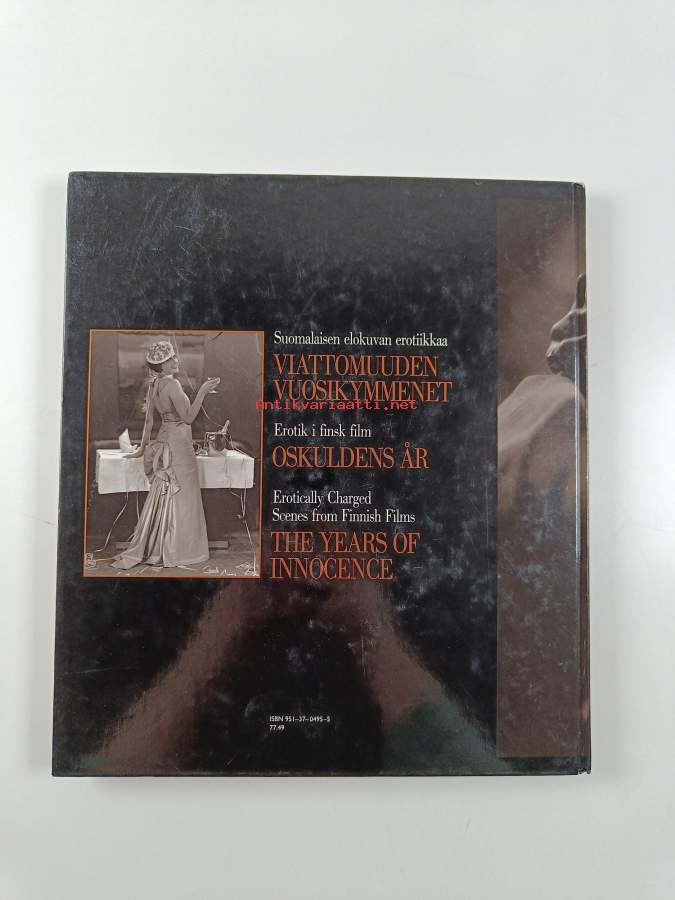 Suomalaisen elokuvan erotiikkaa
VIATTOMUUDEN
VUOSIKYMMENET
Antikvariaatti.net
Erotik i finsk film
OSKULDENS ÅR
Erotically Charged
Scenes from Finnish Films
THE YEARS OF
INNOCENCE
ISBN 951-37-0495-5
77.49